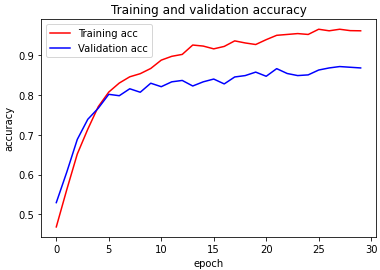 Training and validation accuracy
Training acc
Validation acc
accuracy
0.9
0.8
0.7
0.6
0.5
0
5
10
15
20
25
30
epoch